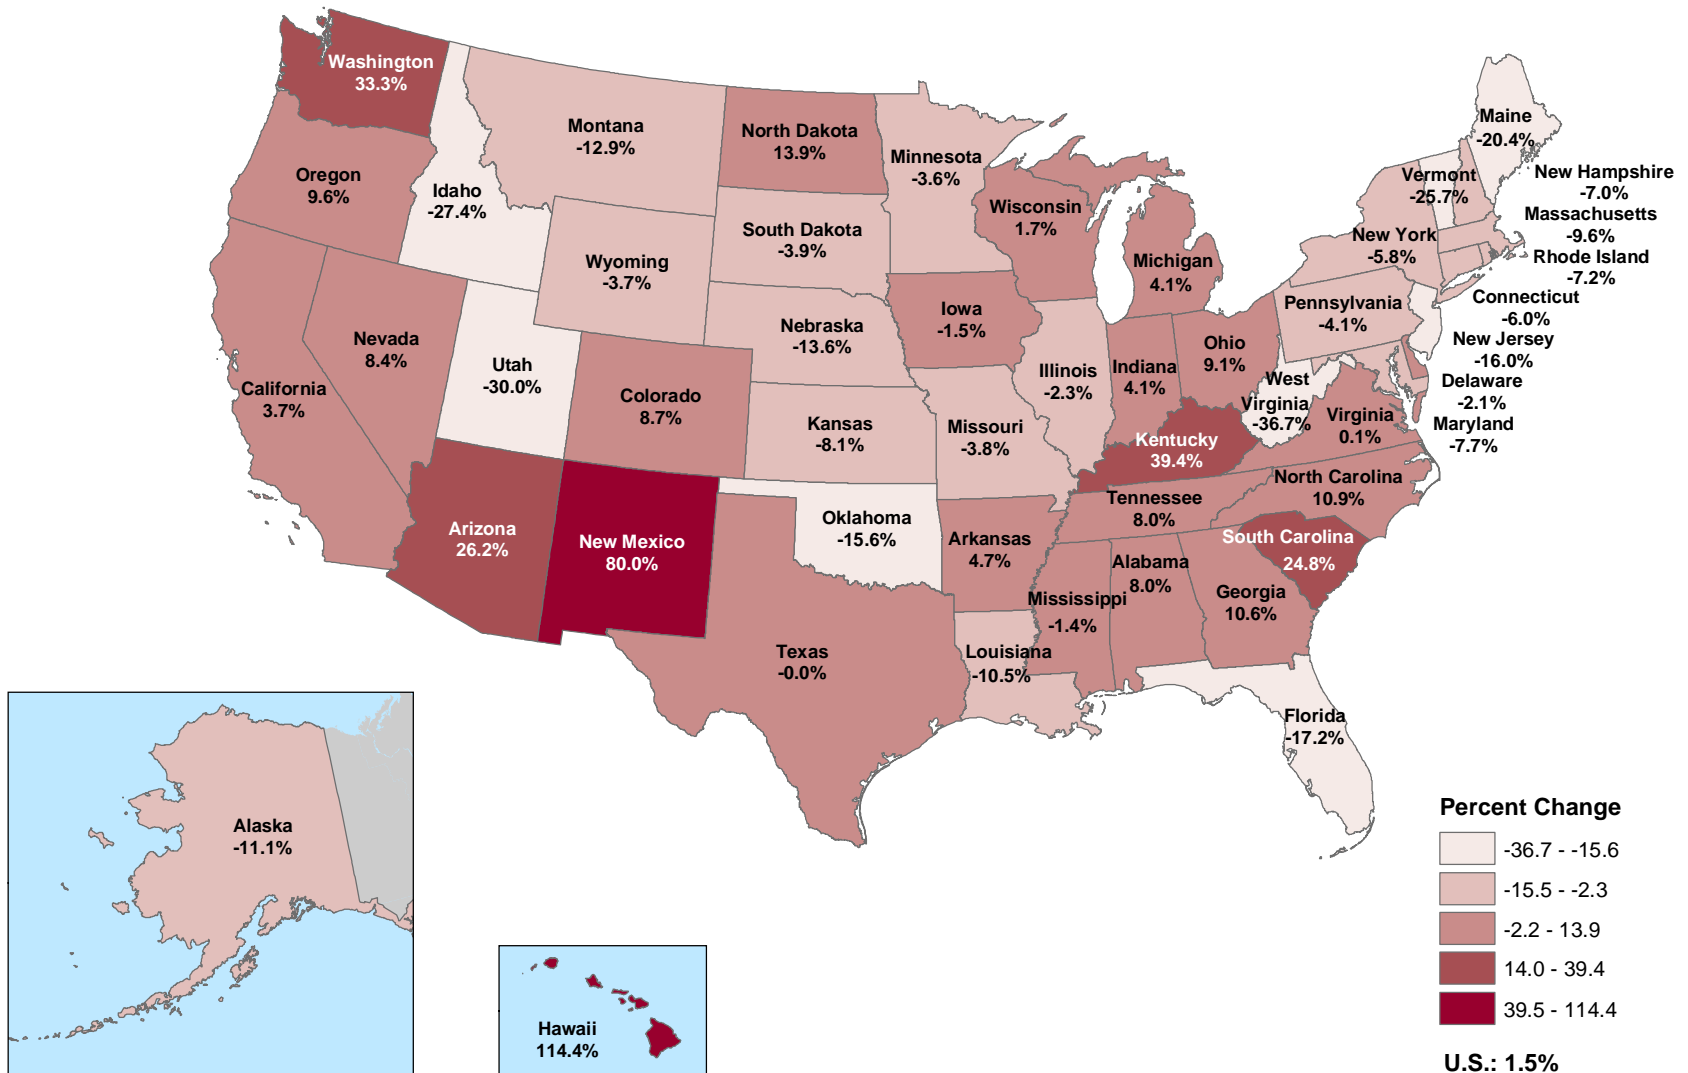 Washington
33.3%
Oregon
9.6%
Idaho
-27.4%
Montana
-12.9%
North Dakota
13.9%
Minnesota
-3.6%
Wisconsin
1.7%
Michigan
4.1%
South Dakota
-3.9%
Wyoming
-3.7%
Nebraska
-13.6%
Iowa
-1.5%
Nevada
8.4%
Utah
-30.0%
California
3.7%
Colorado
8.7%
Kansas
-8.1%
Missouri
-3.8%
Illinois
-2.3%
Indiana
4.1%
Ohio
9.1%
West
Virginia
-36.7%
Virginia
0.1%
Kentucky
39.4%
Tennessee
8.0%
North Carolina
10.9%
South Carolina
24.8%
Arizona
26.2%
New Mexico
80.0%
Oklahoma
-15.6%
Arkansas
4.7%
Texas
-0.0%
Louisiana
-10.5%
Mississippi
-1.4%
Alabama
8.0%
Georgia
10.6%
Florida
-17.2%
Maine
-20.4%
Vermont
-25.7%
New Hampshire
-7.0%
Massachusetts
-9.6%
New York
-5.8%
Rhode Island
-7.2%
Connecticut
-6.0%
Pennsylvania
-4.1%
New Jersey
-16.0%
Delaware
-2.1%
Maryland
-7.7%
Alaska
-11.1%
Hawaii
114.4%
Percent Change
-36.7 - -15.6
-15.5 - -2.3
-2.2 - 13.9
14.0 - 39.4
39.5 - 114.4
U.S.: 1.5%